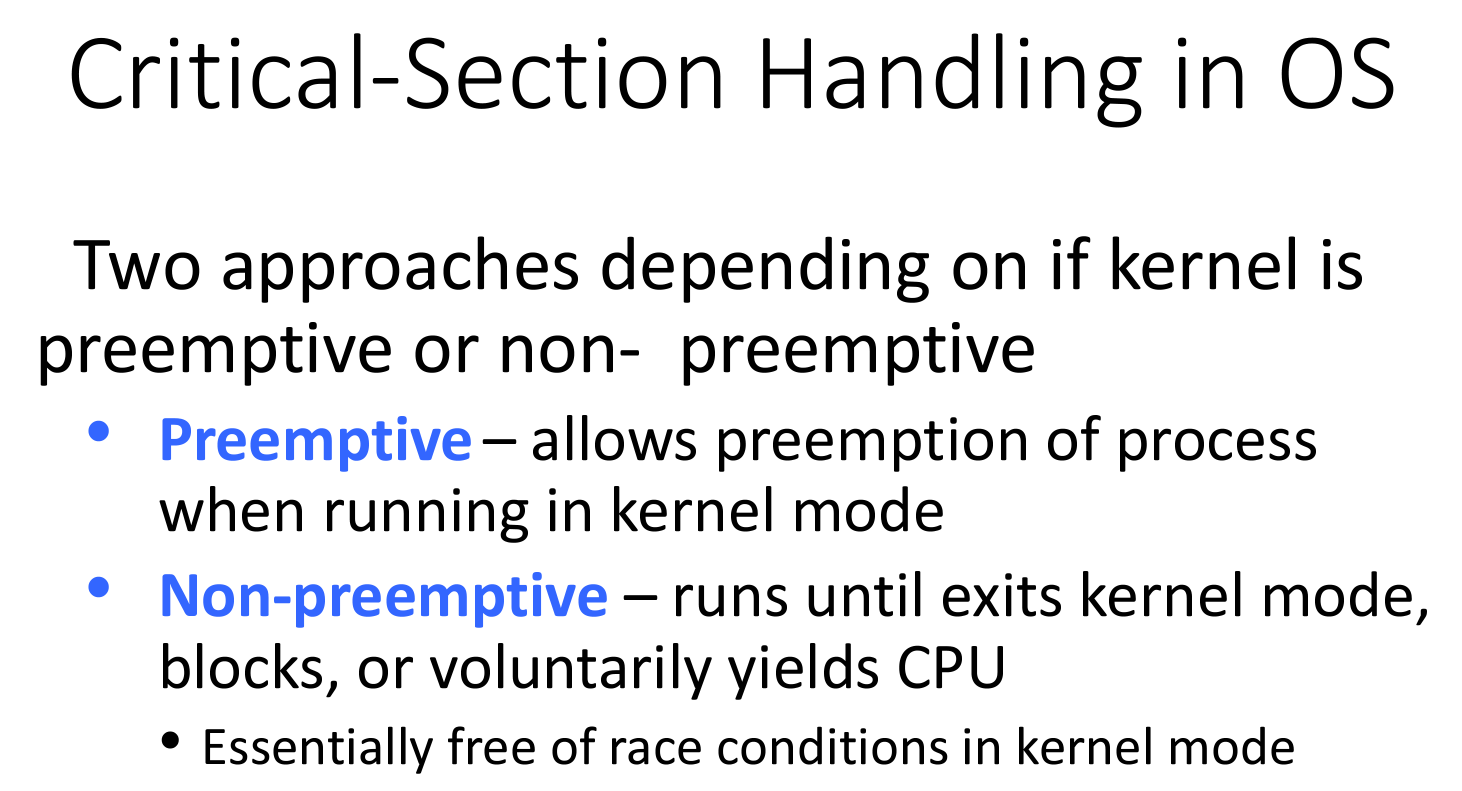 Critical-Section Handling in OS
Two approaches depending on if kernel is
preemptive or non-  preemptive
• Preemptive – allows preemption of process
when running in kernel mode
• Non-preemptive – runs until exits kernel mode,
blocks, or voluntarily yields CPU
• Essentially free of race conditions in kernel mode